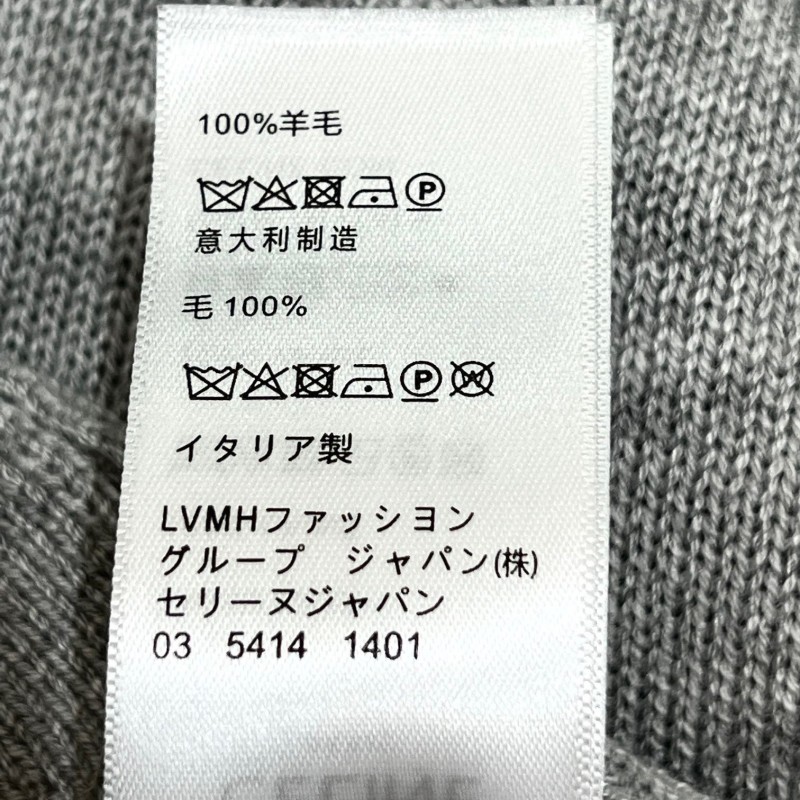 100%羊毛
P
意大利制造
毛 100%
P W
イタリア製
LVMHファッション
グループ ジャパン(株)
セリーヌジャパン
03 5414 1401